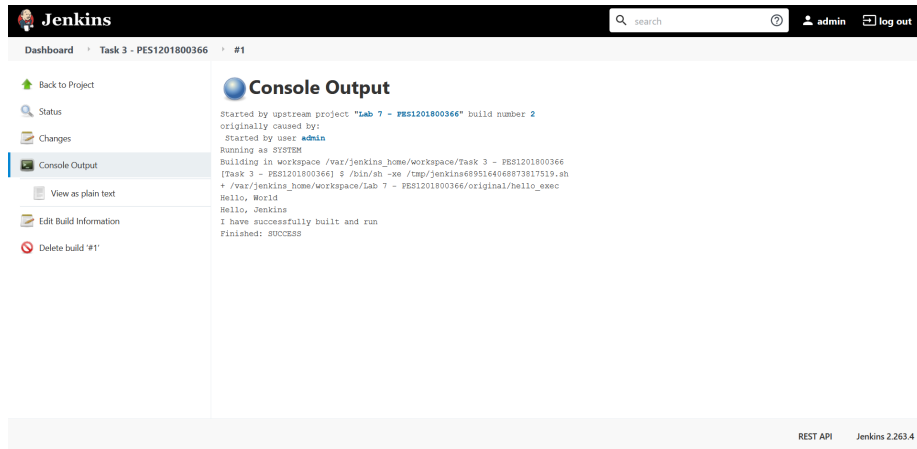 Jenkins
search
admin
log out
Dashboard
Task 3 - PES1201800366
#1
Back to Project
Status
Changes
Console Output
View as plain text
Edit Build Information
Delete build '#1'
Console Output
Started by upstream project "Lab 7 - PES1201800366" build number 2
originally caused by:
Started by user admin
Running as SYSTEM
Building in workspace /var/jenkins_home/workspace/Task 3 - PES1201800366
[Task 3 - PES1201800366] $ /bin/sh -xe /tmp/jenkins6895164068873817519.sh
+ /var/jenkins_home/workspace/Lab 7 - PES1201800366/original/hello_exec
Hello, World
Hello, Jenkins
I have successfully built and run
Finished: SUCCESS
REST API
Jenkins 2.263.4